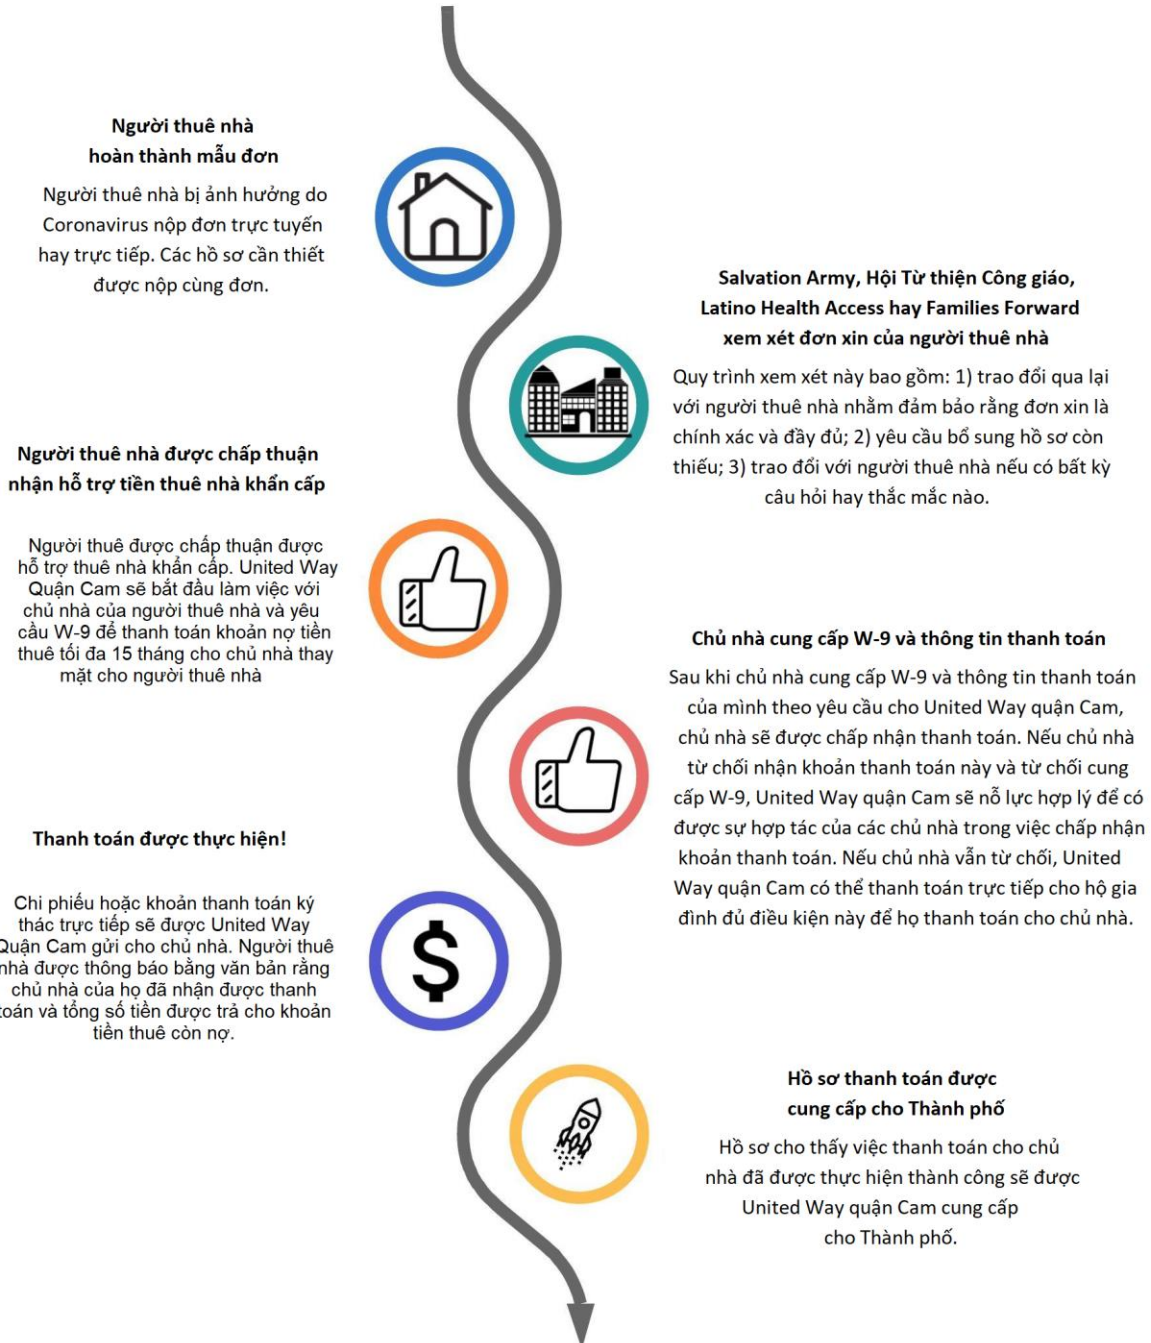 Người thuê nhà
hoàn thành mẫu đơn
Người thuê nhà bị ảnh hưởng do
Coronavirus nộp đơn trực tuyến
hay trực tiếp. Các hồ sơ cần thiết
được nộp cùng đơn.
Salvation Army, Hội Từ thiện Công giáo,
Latino Health Access hay Families Forward
xem xét đơn xin của người thuê nhà
Quy trình xem xét này bao gồm: 1) trao đổi qua lại
với người thuê nhà nhằm đảm bảo rằng đơn xin là
chính xác và đầy đủ; 2) yêu cầu bổ sung hồ sơ còn
thiếu; 3) trao đổi với người thuê nhà nếu có bất kỳ
câu hỏi hay thắc mắc nào.
Người thuê nhà được chấp thuận
nhận hỗ trợ tiền thuê nhà khẩn cấp
Người thuê được chấp thuận được
hỗ trợ thuê nhà khẩn cấp. United Way
Quận Cam sẽ bắt đầu làm việc với
chủ nhà của người thuê nhà và yêu
cầu W-9 để thanh toán khoản nợ tiền
thuê tối đa 15 tháng cho chủ nhà thay
mặt cho người thuê nhà
Chủ nhà cung cấp W-9 và thông tin thanh toán
Sau khi chủ nhà cung cấp W-9 và thông tin thanh toán
của mình theo yêu cầu cho United Way quận Cam,
chủ nhà sẽ được chấp nhận thanh toán. Nếu chủ nhà
từ chối nhận khoản thanh toán này và từ chối cung
cấp W-9, United Way quận Cam sẽ nỗ lực hợp lý để có
được sự hợp tác của các chủ nhà trong việc chấp nhận
khoản thanh toán. Nếu chủ nhà vẫn từ chối, United
Way quận Cam có thể thanh toán trực tiếp cho hộ gia
đình đủ điều kiện này để họ thanh toán cho chủ nhà.
Thanh toán được thực hiện!
Chi phiếu hoặc khoản thanh toán ký
thác trực tiếp sẽ được United Way
Quận Cam gửi cho chủ nhà. Người thuê
nhà được thông báo bằng văn bản rằng
chủ nhà của họ đã nhận được thanh
toán và tổng số tiền được trả cho khoản
tiền thuê còn nợ.
$
Hồ sơ thanh toán được
cung cấp cho Thành phố
Hồ sơ cho thấy việc thanh toán cho chủ
nhà đã được thực hiện thành công sẽ được
United Way quận Cam cung cấp
cho Thành phố.